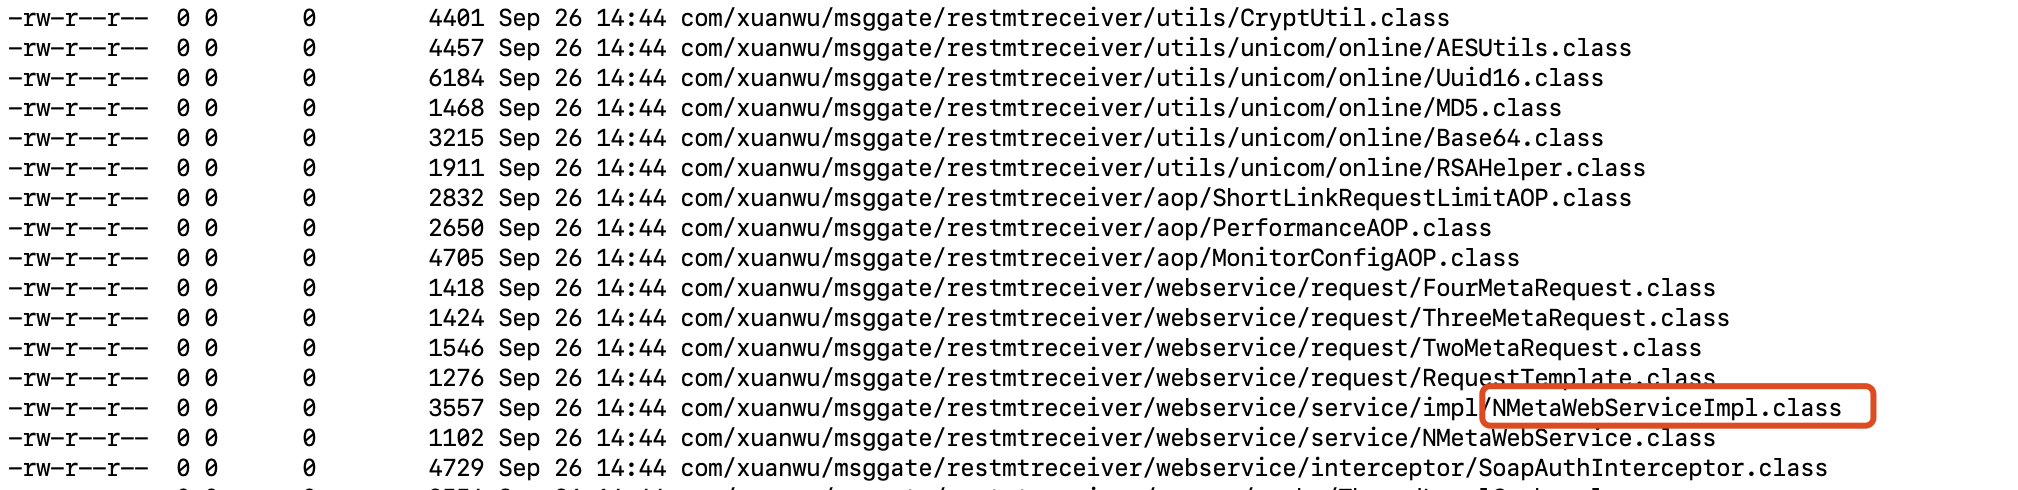 -rw-r--r--  0 0      0        4401 Sep 26 14:44 com/xuanwu/msggate/restmtreceiver/utils/CryptUtil.class
-rw-r--r--  0 0      0        4457 Sep 26 14:44 com/xuanwu/msggate/restmtreceiver/utils/unicom/online/AESUtils.class
-rw-r--r--  0 0      0        6184 Sep 26 14:44 com/xuanwu/msggate/restmtreceiver/utils/unicom/online/Uuid16.class
-rw-r--r--  0 0      0        1468 Sep 26 14:44 com/xuanwu/msggate/restmtreceiver/utils/unicom/online/MD5.class
-rw-r--r--  0 0      0        3215 Sep 26 14:44 com/xuanwu/msggate/restmtreceiver/utils/unicom/online/Base64.class
-rw-r--r--  0 0      0        1911 Sep 26 14:44 com/xuanwu/msggate/restmtreceiver/utils/unicom/online/RSAHelper.class
-rw-r--r--  0 0      0        2832 Sep 26 14:44 com/xuanwu/msggate/restmtreceiver/aop/ShortLinkRequestLimitAOP.class
-rw-r--r--  0 0      0        2650 Sep 26 14:44 com/xuanwu/msggate/restmtreceiver/aop/PerformanceAOP.class
-rw-r--r--  0 0      0        4705 Sep 26 14:44 com/xuanwu/msggate/restmtreceiver/aop/MonitorConfigAOP.class
-rw-r--r--  0 0      0        1418 Sep 26 14:44 com/xuanwu/msggate/restmtreceiver/webservice/request/FourMetaRequest.class
-rw-r--r--  0 0      0        1424 Sep 26 14:44 com/xuanwu/msggate/restmtreceiver/webservice/request/ThreeMetaRequest.class
-rw-r--r--  0 0      0        1546 Sep 26 14:44 com/xuanwu/msggate/restmtreceiver/webservice/request/TwoMetaRequest.class
-rw-r--r--  0 0      0        1276 Sep 26 14:44 com/xuanwu/msggate/restmtreceiver/webservice/request/RequestTemplate.class
-rw-r--r--  0 0      0        3557 Sep 26 14:44 com/xuanwu/msggate/restmtreceiver/webservice/service/impl/NMetaWebServiceImpl.class
-rw-r--r--  0 0      0        1102 Sep 26 14:44 com/xuanwu/msggate/restmtreceiver/webservice/service/NMetaWebService.class
-rw-r--r--  0 0      0        4729 Sep 26 14:44 com/xuanwu/msggate/restmtreceiver/webservice/interceptor/SoapAuthInterceptor.class